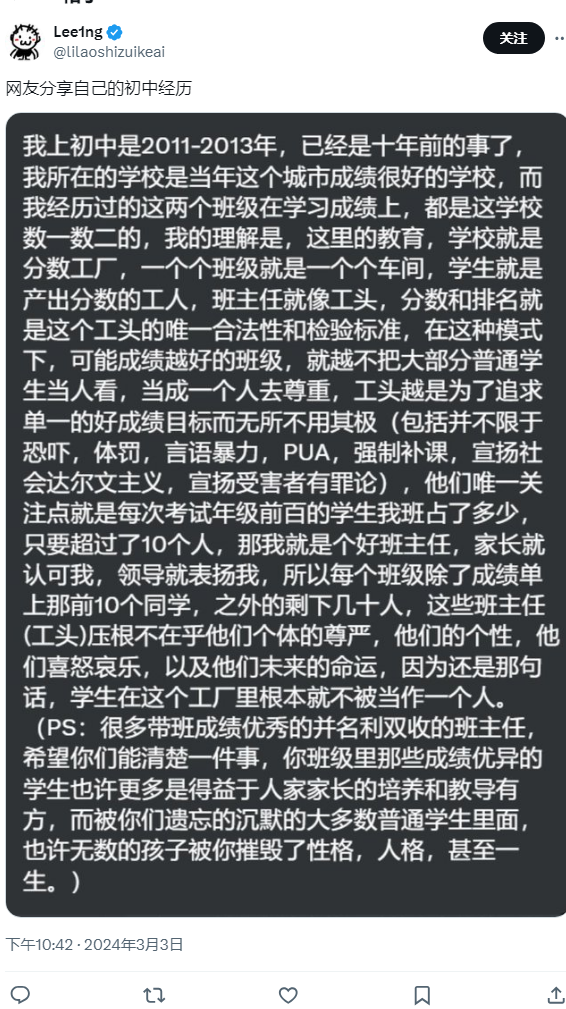 Lee1ng
@lilaoshizuikeai
关注
网友分享自己的初中经历
我上初中是2011-2013年，已经是十年前的事了，
我所在的学校是当年这个城市成绩很好的学校，而
我经历过的这两个班级在学习成绩上，都是这学校
数一数二的，我的理解是，这里的教育，学校就是
分数工厂，一个个班级就是一个个车间，学生就是
产出分数的工人，班主任就像工头，分数和排名就
是这个工头的唯一合法性和检验标准，在这种模式
下，可能成绩越好的班级，就越不把大部分普通学
生当人看，当成一个人去尊重，工头越是为了追求
单一的好成绩目标而无所不用其极（包括并不限于
恐吓，体罚，言语暴力，PUA，强制补课，宣扬社
会达尔文主义，宣扬受害者有罪论），他们唯一关
注点就是每次考试年级前百的学生我班占了多少，
只要超过了10个人，那我就是个好班主任，家长就
认可我，领导就表扬我，所以每个班级除了成绩单
上那前10个同学，之外的剩下几十人，这些班主任
(工头)压根不在乎他们个体的尊严，他们的个性，他
们喜怒哀乐，以及他们未来的命运，因为还是那句
话，学生在这个工厂里根本就不被当作一个人。
（PS：很多带班成绩优秀的并名利双收的班主任，
希望你们能清楚一件事，你班级里那些成绩优异的
学生也许更多是得益于人家家长的培养和教导有
方，而被你们遗忘的沉默的大多数普通学生里面，
也许无数的孩子被你摧毁了性格，人格，甚至一
生。）
下午10:42 · 2024年3月3日